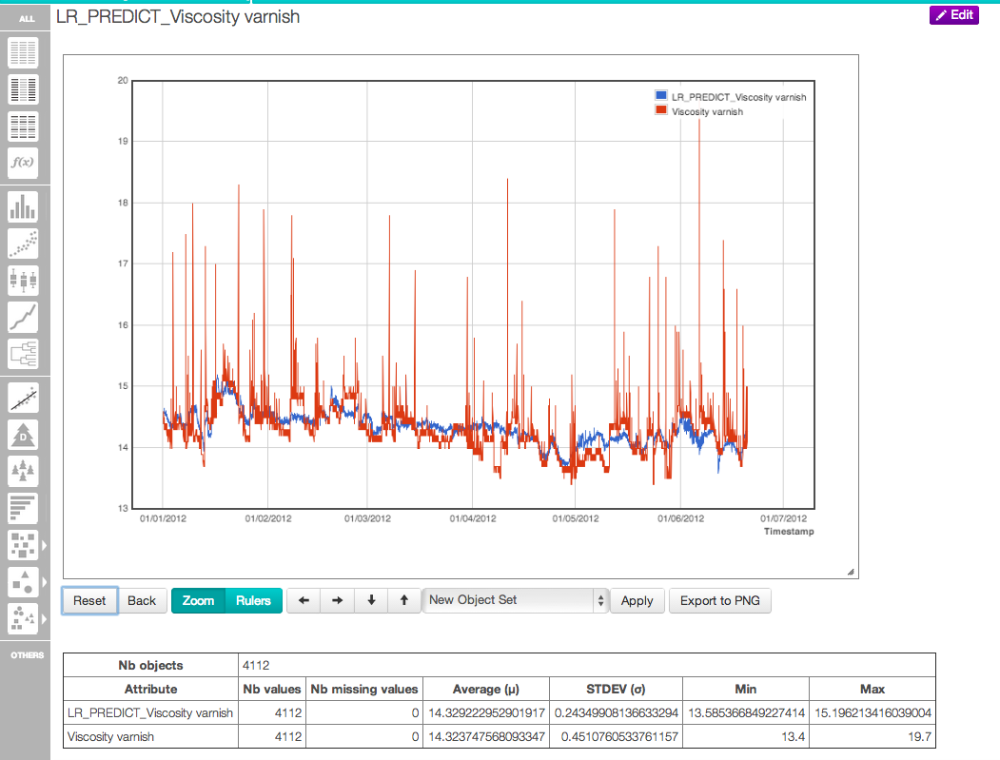 ALL
LR_PREDICT_Viscosity varnish
Edit
f(x)
D
20
LR_PREDICT_Viscosity varnish
Viscosity varnish
19
18
17
16
15
14
13
01/01/2012 01/02/2012 01/03/2012 01/04/2012 01/05/2012 01/06/2012 01/07/2012
Timestamp
Reset Back Zoom Rulers New Object Set Apply Export to PNG
OTHERS
Nb objects 4112
Attribute Nb values Nb missing values Average (μ) STDEV (σ) Min Max
LR_PREDICT_Viscosity varnish 4112 0 14.329222952901917 0.24349908136633294 13.585366849227414 15.196213416039004
Viscosity varnish 4112 0 14.323747568093347 0.4510760533761157 13.4 19.7